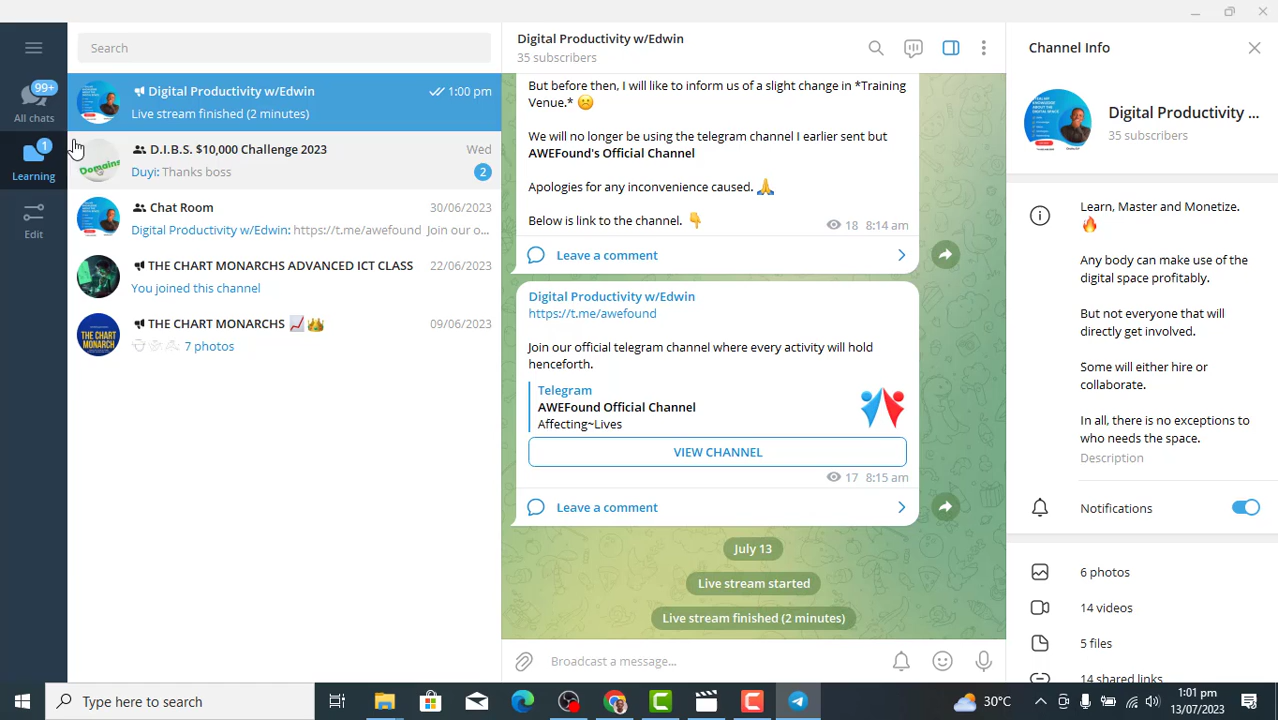 99+
All chats
1
Learning
Edit
Search
Digital Productivity w/Edwin
1:00 pm
Live stream finished (2 minutes)
D.I.B.S. $10,000 Challenge 2023
Wed
Duyi: Thanks boss
2
Domains
Chat Room
30/06/2023
Digital Productivity w/Edwin: https://t.me/awefound Join our o...
THE CHART MONARCHS ADVANCED ICT CLASS
22/06/2023
You joined this channel
THE CHART MONARCHS 📈 👑
09/06/2023
7 photos
THE CHART
MONARCH
Digital Productivity w/Edwin
35 subscribers
But before then, I will like to inform us of a slight change in *Training
Venue.* ☹️
We will no longer be using the telegram channel I earlier sent but
AWEFound's Official Channel
Apologies for any inconvenience caused. 🙏
Below is link to the channel. 👇
18 8:14 am
Leave a comment
Digital Productivity w/Edwin
https://t.me/awefound
Join our official telegram channel where every activity will hold
henceforth.
Telegram
AWEFound Official Channel
Affecting~Lives
VIEW CHANNEL
17 8:15 am
Leave a comment
July 13
Live stream started
Live stream finished (2 minutes)
Broadcast a message...
Channel Info
Digital Productivity ...
35 subscribers
Learn, Master and Monetize.
🔥
Any body can make use of the
digital space profitably.
But not everyone that will
directly get involved.
Some will either hire or
collaborate.
In all, there is no exceptions to
who needs the space.
Description
Notifications
6 photos
14 videos
5 files
14 shared links
Type here to search
30°C
1:01 pm
13/07/2023